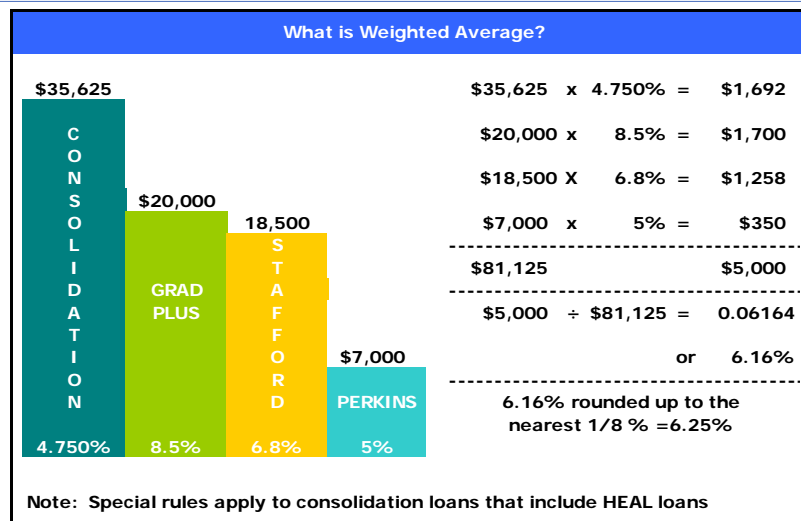 What is Weighted Average?
$35,625
CONSOLIDATION
4.750%
$20,000
GRAD
PLUS
8.5%
18,500
STAFFORD
6.8%
$7,000
PERKINS
5%
$35,625 x 4.750% = $1,692
$20,000 x 8.5% = $1,700
$18,500 X 6.8% = $1,258
$7,000 x 5% = $350
$81,125 $5,000
$5,000 ÷ $81,125 = 0.06164
or 6.16%
6.16% rounded up to the
nearest 1/8 % =6.25%
Note: Special rules apply to consolidation loans that include HEAL loans